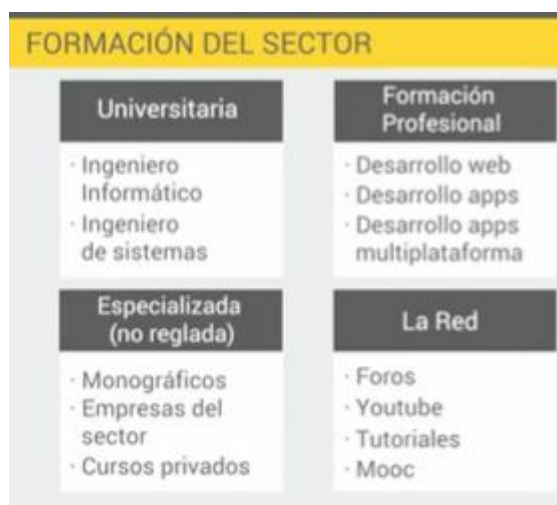 FORMACIÓN DEL SECTOR
Universitaria
· Ingeniero
Informático
· Ingeniero
de sistemas
Formación
Profesional
· Desarrollo web
· Desarrollo apps
· Desarrollo apps
multiplataforma
Especializada
(no reglada)
· Monográficos
· Empresas del
sector
· Cursos privados
La Red
· Foros
· Youtube
· Tutoriales
· Mooc